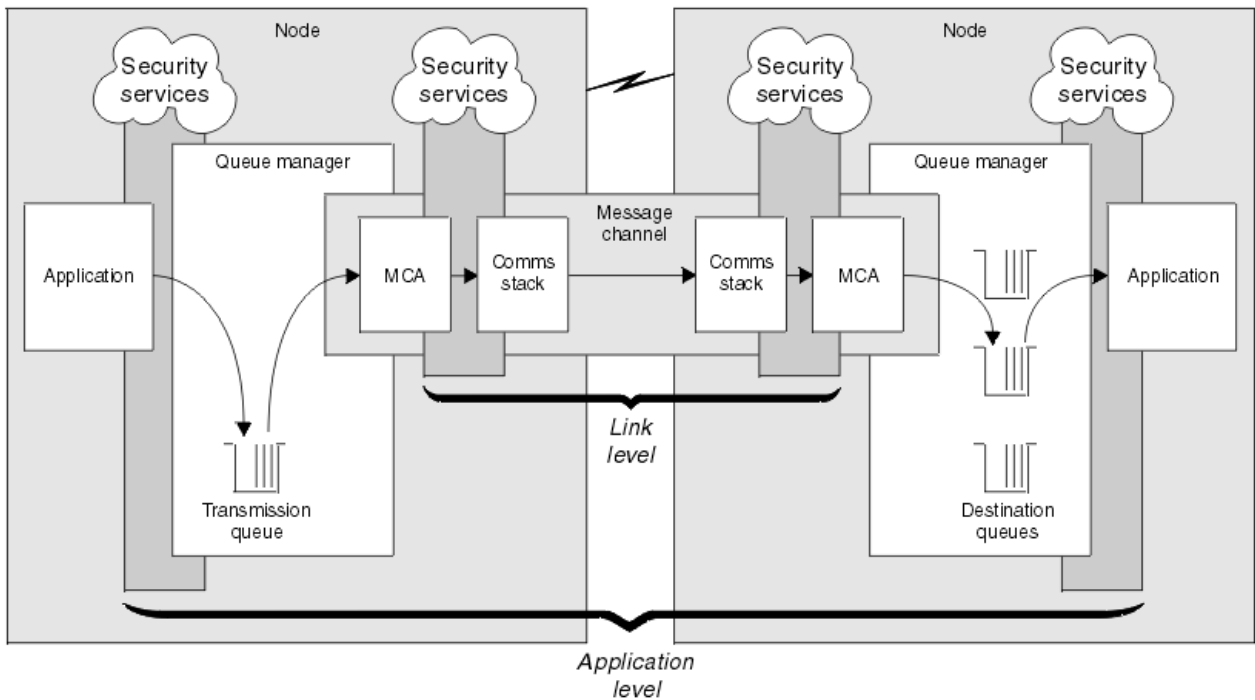 Node
Node
Security
services
Security
services
Security
services
Security
services
Queue manager
Queue manager
Message
channel
Application
MCA
Comms
stack
Comms
stack
MCA
Application
Link
level
Transmission
queue
Destination
queues
Application
level